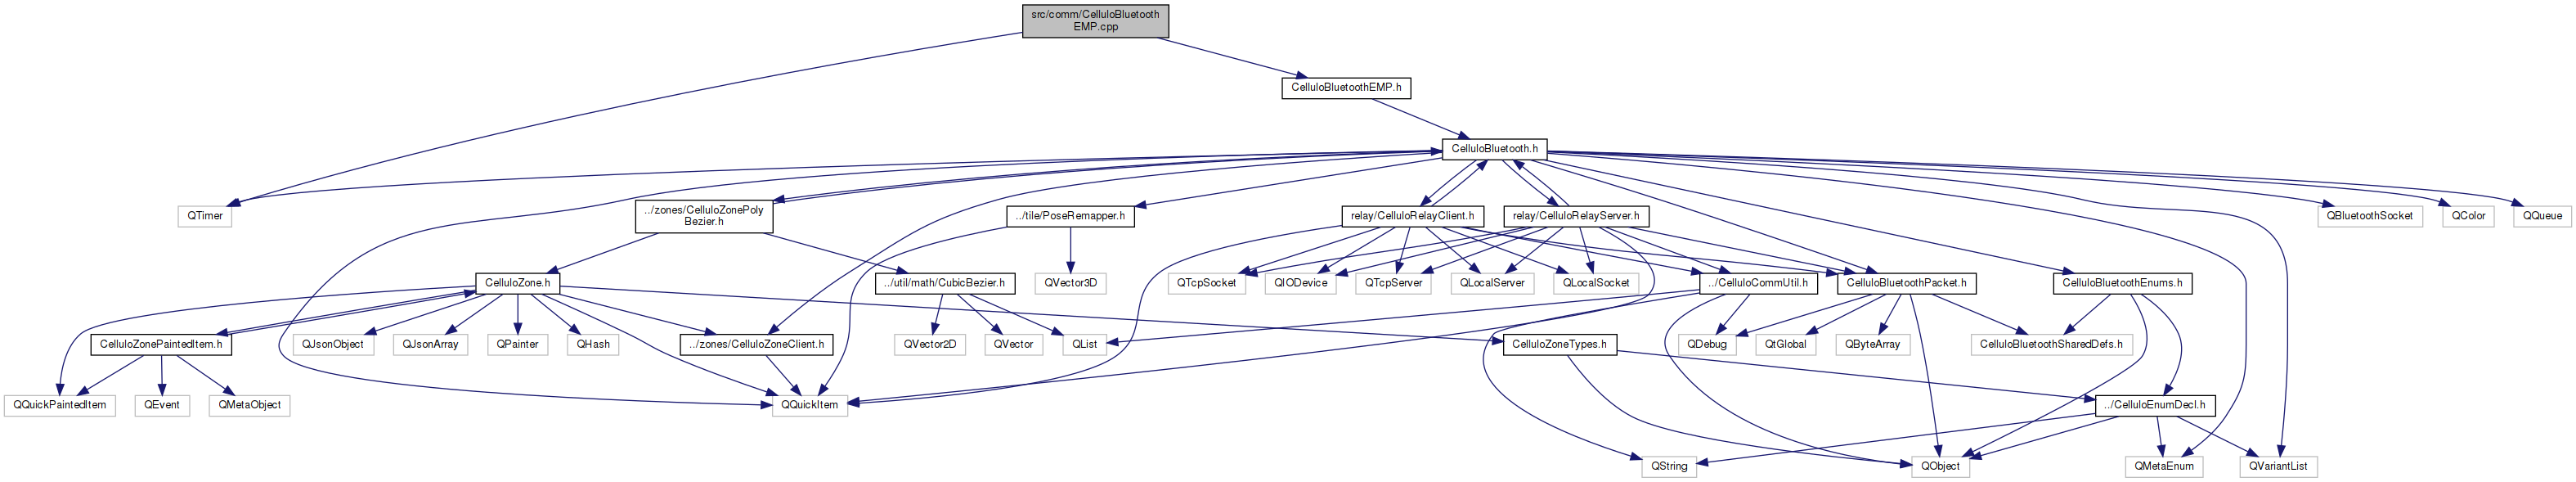 src/comm/CelluloBluetooth
EMP.cpp
CelluloBluetoothEMP.h
CelluloBluetooth.h
QTimer
../zones/CelluloZonePoly
Bezier.h
../tile/PoseRemapper.h
relay/CelluloRelayClient.h
relay/CelluloRelayServer.h
QBluetoothSocket
QColor
QQueue
CelluloZone.h
../util/math/CubicBezier.h
QVector3D
QTcpSocket
QIODevice
QTcpServer
QLocalServer
QLocalSocket
../CelluloCommUtil.h
CelluloBluetoothPacket.h
CelluloBluetoothEnums.h
CelluloZonePaintedItem.h
QJsonObject
QJsonArray
QPainter
QHash
../zones/CelluloZoneClient.h
QVector2D
QVector
QList
CelluloZoneTypes.h
QDebug
QtGlobal
QByteArray
CelluloBluetoothSharedDefs.h
QQuickPaintedItem
QEvent
QMetaObject
QQuickItem
../CelluloEnumDecl.h
QString
QObject
QMetaEnum
QVariantList